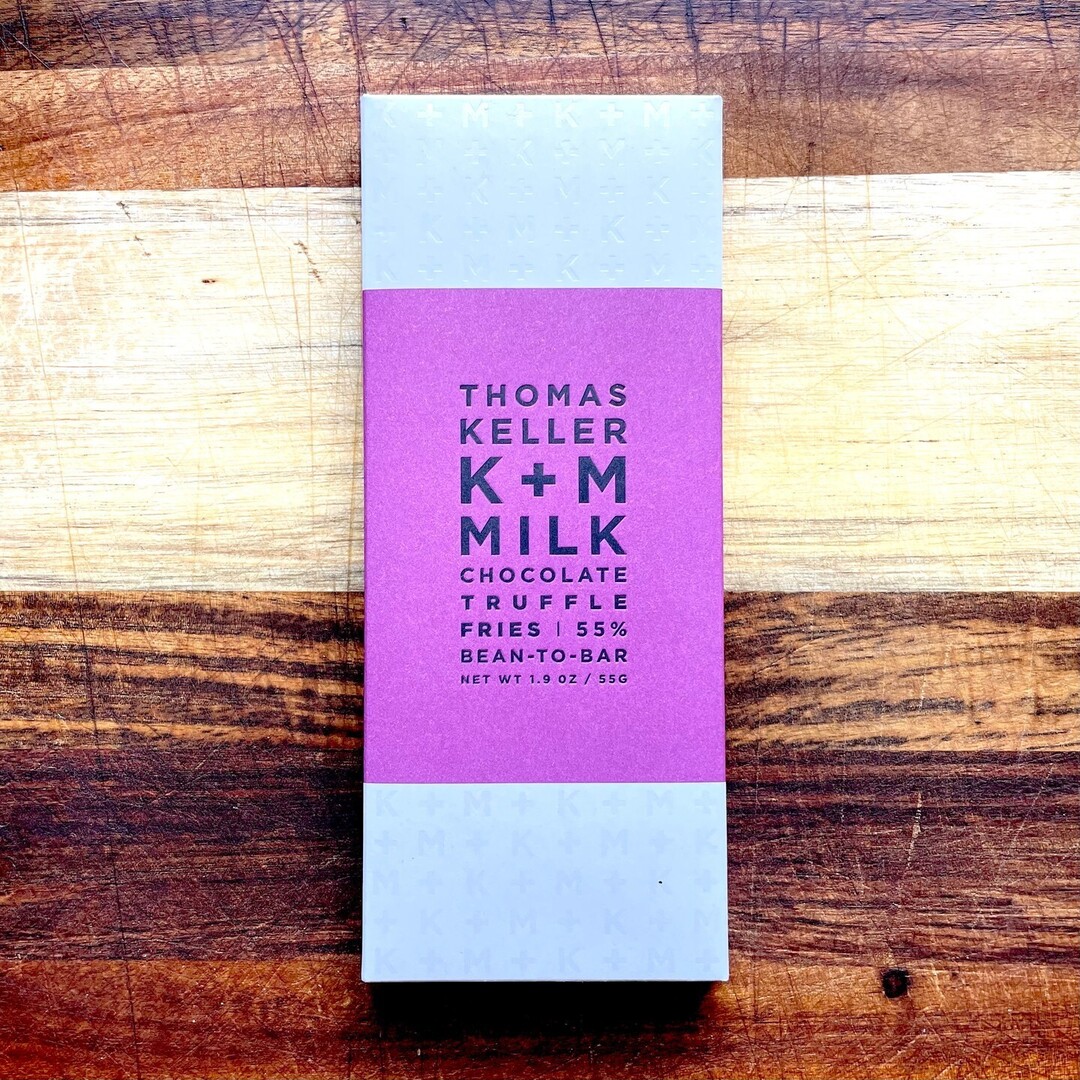 K + M + K + M +
+ M + K + M + K
M + K + M + K +
+ K + M + K + M
K + M + K + M +
THOMAS
KELLER
K + M
MILK
CHOCOLATE
TRUFFLE
FRIES | 55%
BEAN-TO-BAR
NET WT 1.9 OZ / 55G
K + M + K + M +
+ M + K + M + K
M + K + M + K +
+ K + M + K + M
K + M + K + M +